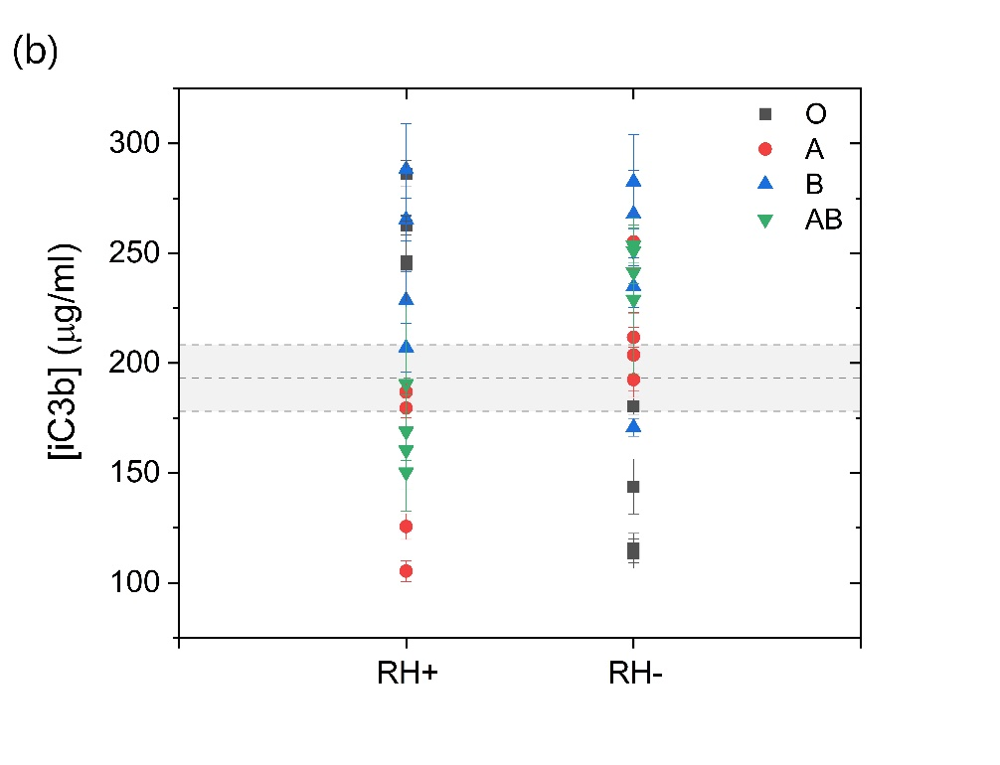 (b)
[iC3b] (μg/ml)
300
250
200
150
100
O
A
B
AB
RH+
RH-